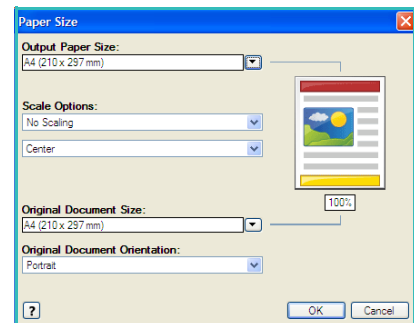 Paper Size
Output Paper Size:
A4 (210 x 297 mm)
Scale Options:
No Scaling
Center
100%
Original Document Size:
A4 (210 x 297 mm)
Original Document Orientation:
Portrait
?
OK
Cancel